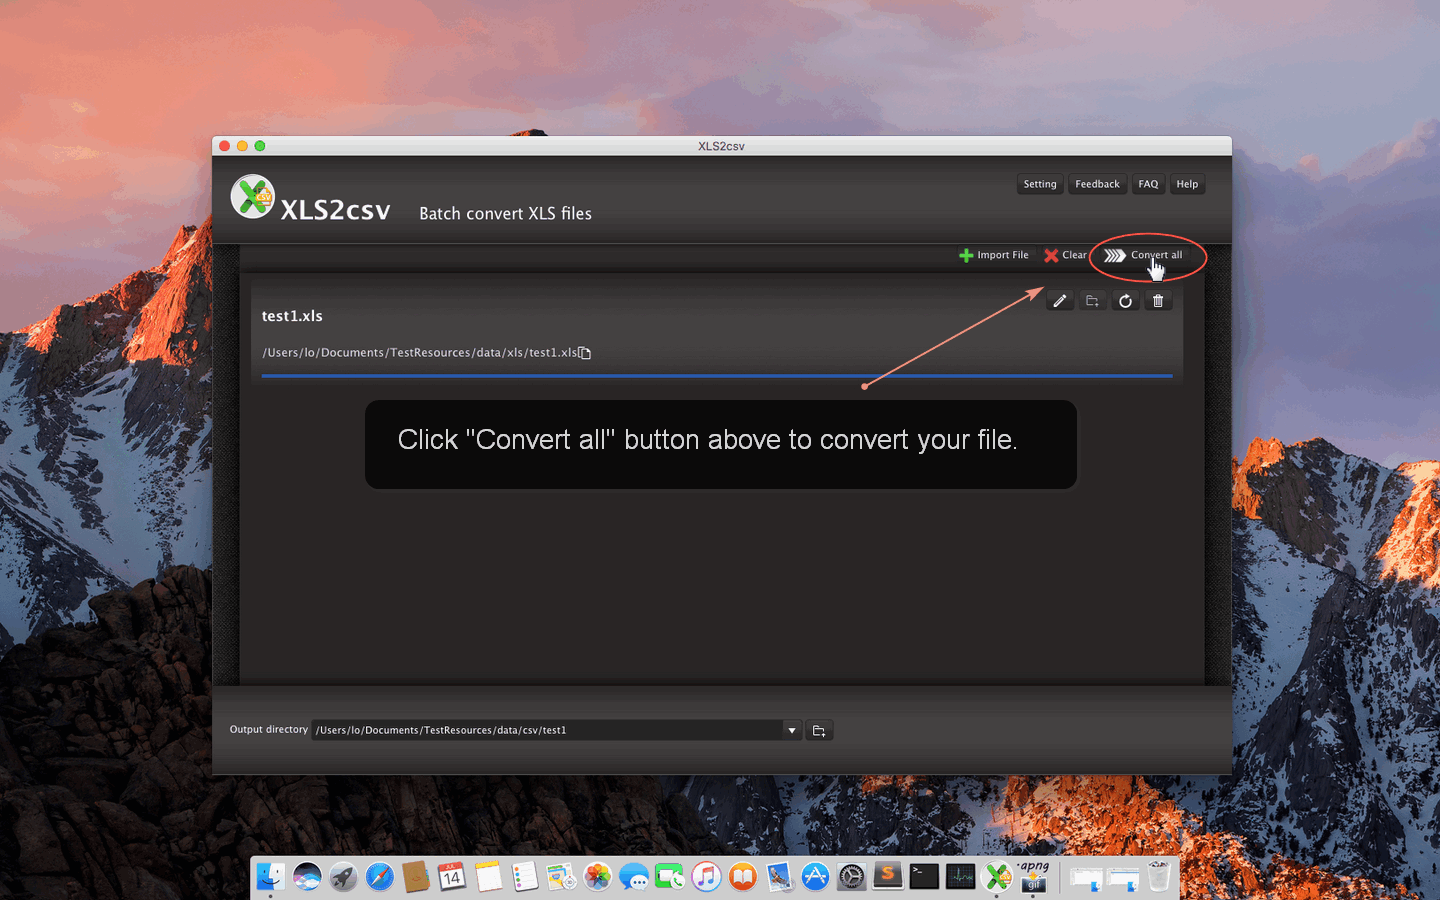 XLS2csv
Setting
Feedback
FAQ
Help
CSV
XLS2csv
Batch convert XLS files
Import File
Clear
Convert all
test1.xls
/Users/lo/Documents/TestResources/data/xls/test1.xls
Click "Convert all" button above to convert your file.
Output directory
/Users/lo/Documents/TestResources/data/csv/test1
14
S
>_
apng
gif